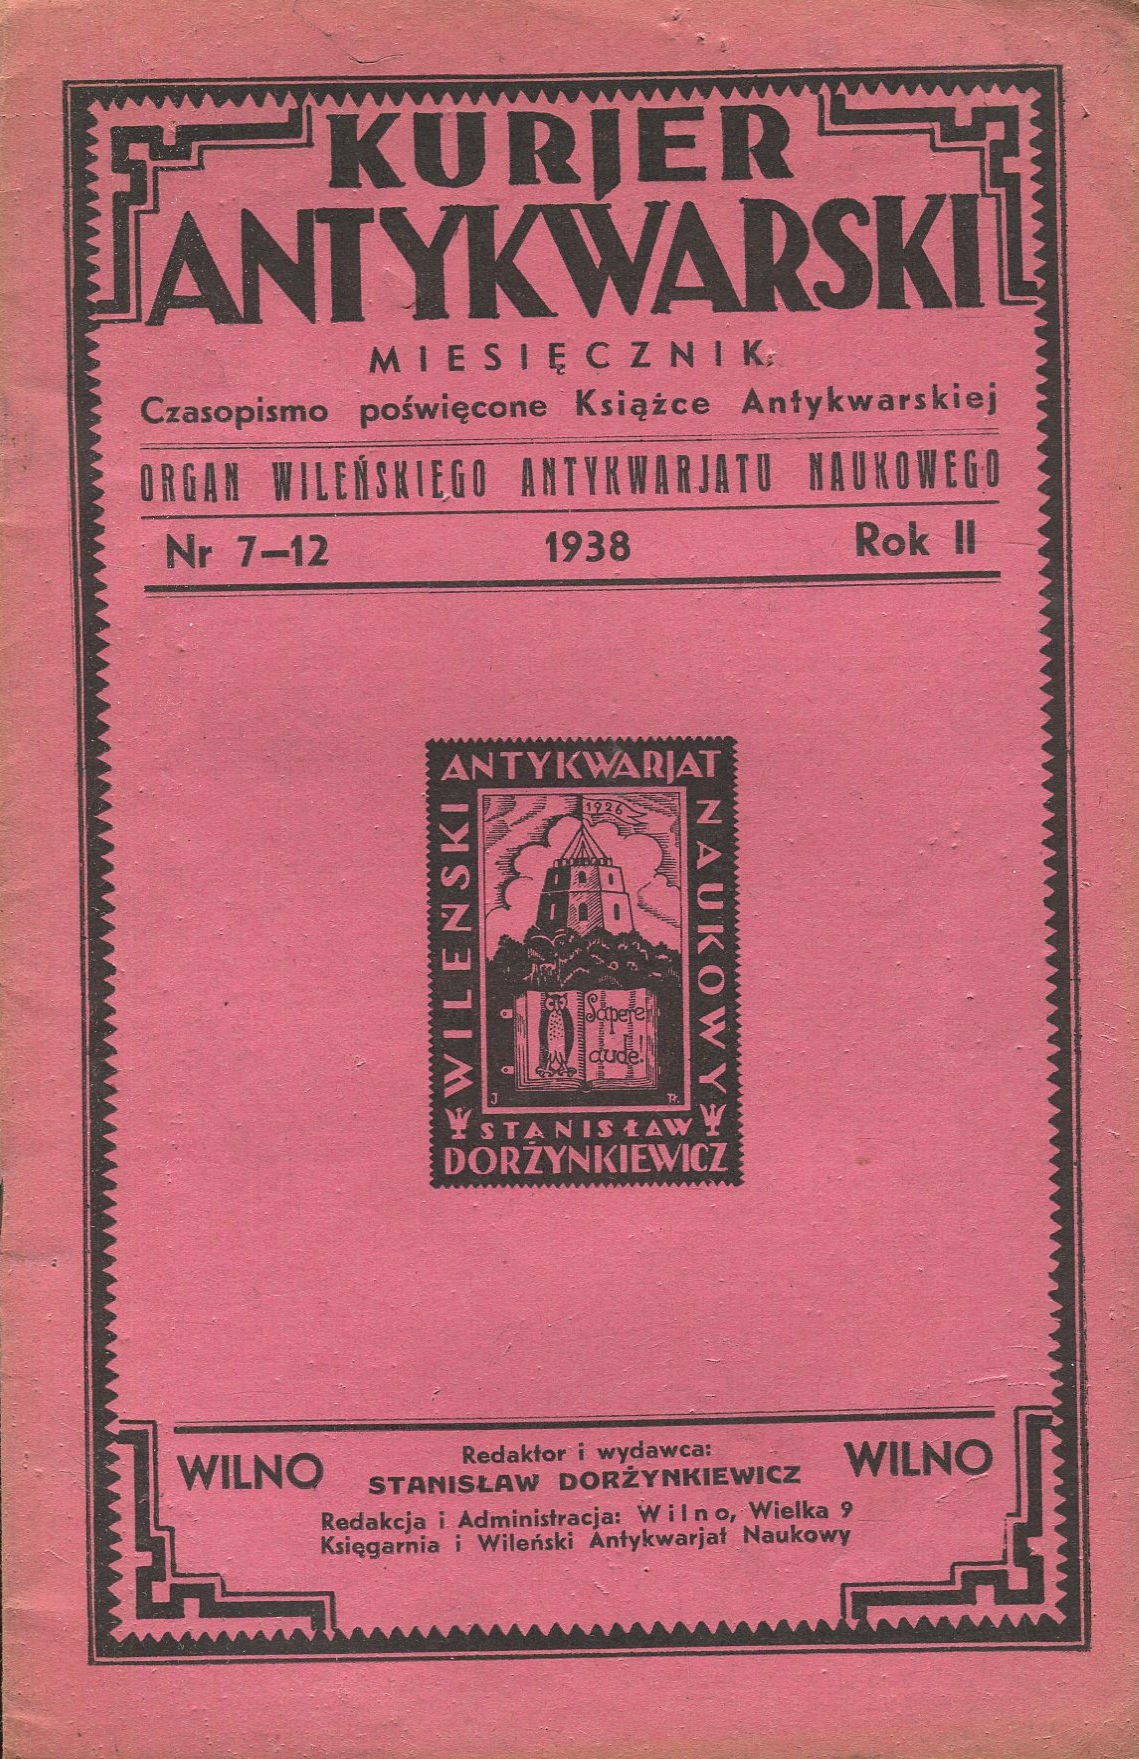 KURJER
ANTYKWARSKI
MIESIĘCZNIK
Czasopismo poświęcone Książce Antykwarskiej
ORGAN WILEŃSKIEGO ANTYKWARJATU NAUKOWEGO
Nr 7–12 1938 Rok II
ANTYKWARJAT
WILEŃSKI
NAUKOWY
1926
Sapere
aude!
J Tr.
STANISŁAW
DORŻYNKIEWICZ
WILNO
Redaktor i wydawca:
STANISŁAW DORŻYNKIEWICZ
WILNO
Redakcja i Administracja: Wilno, Wielka 9
Księgarnia i Wileński Antykwarjat Naukowy